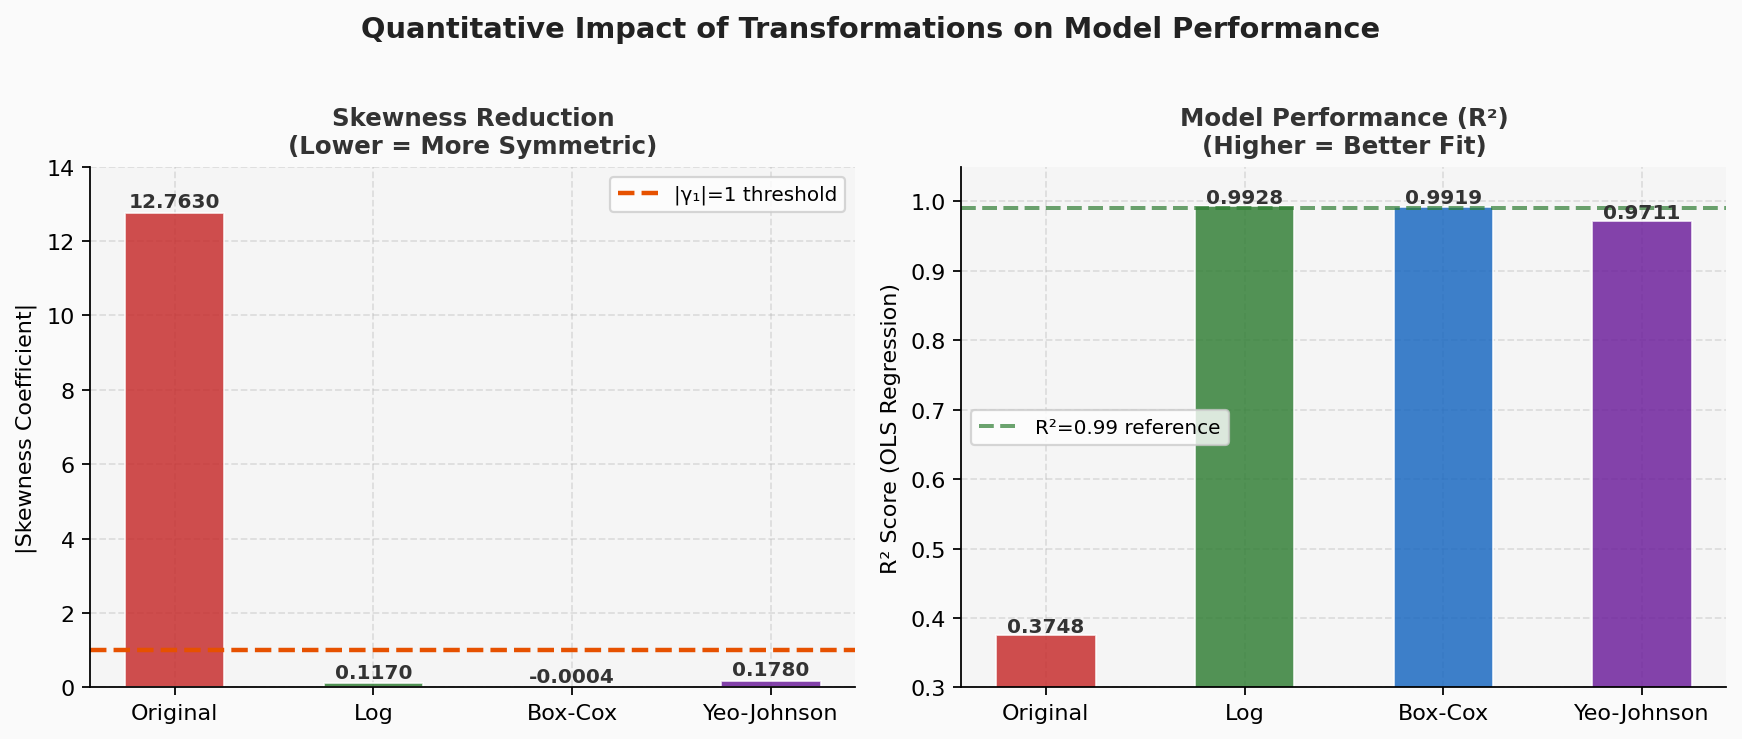 Quantitative Impact of Transformations on Model Performance
Skewness Reduction
(Lower = More Symmetric)
|Skewness Coefficient|
14
12
10
8
6
4
2
0
|γ₁|=1 threshold
12.7630
0.1170
-0.0004
0.1780
Original
Log
Box-Cox
Yeo-Johnson
Model Performance (R²)
(Higher = Better Fit)
R² Score (OLS Regression)
1.0
0.9
0.8
0.7
0.6
0.5
0.4
0.3
R²=0.99 reference
0.3748
0.9928
0.9919
0.9711
Original
Log
Box-Cox
Yeo-Johnson